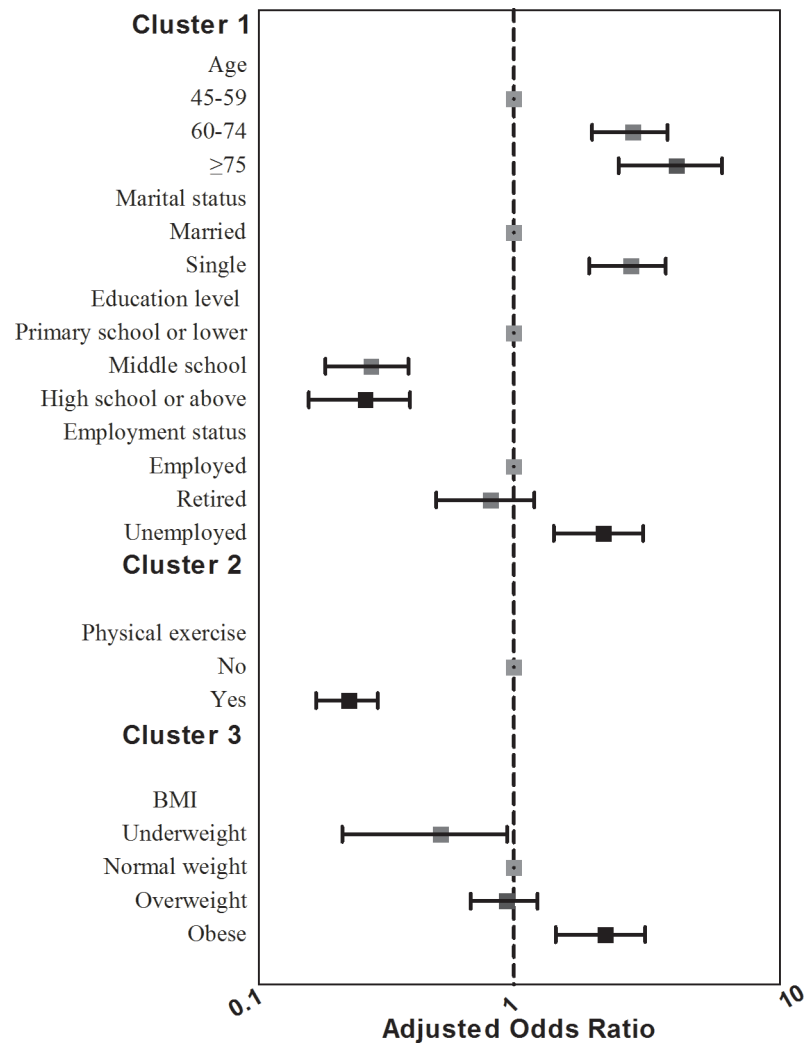 Cluster 1
Age
45-59
60-74
≥75
Marital status
Married
Single
Education level
Primary school or lower
Middle school
High school or above
Employment status
Employed
Retired
Unemployed
Cluster 2
Physical exercise
No
Yes
Cluster 3
BMI
Underweight
Normal weight
Overweight
Obese
0.1 1 10
Adjusted Odds Ratio